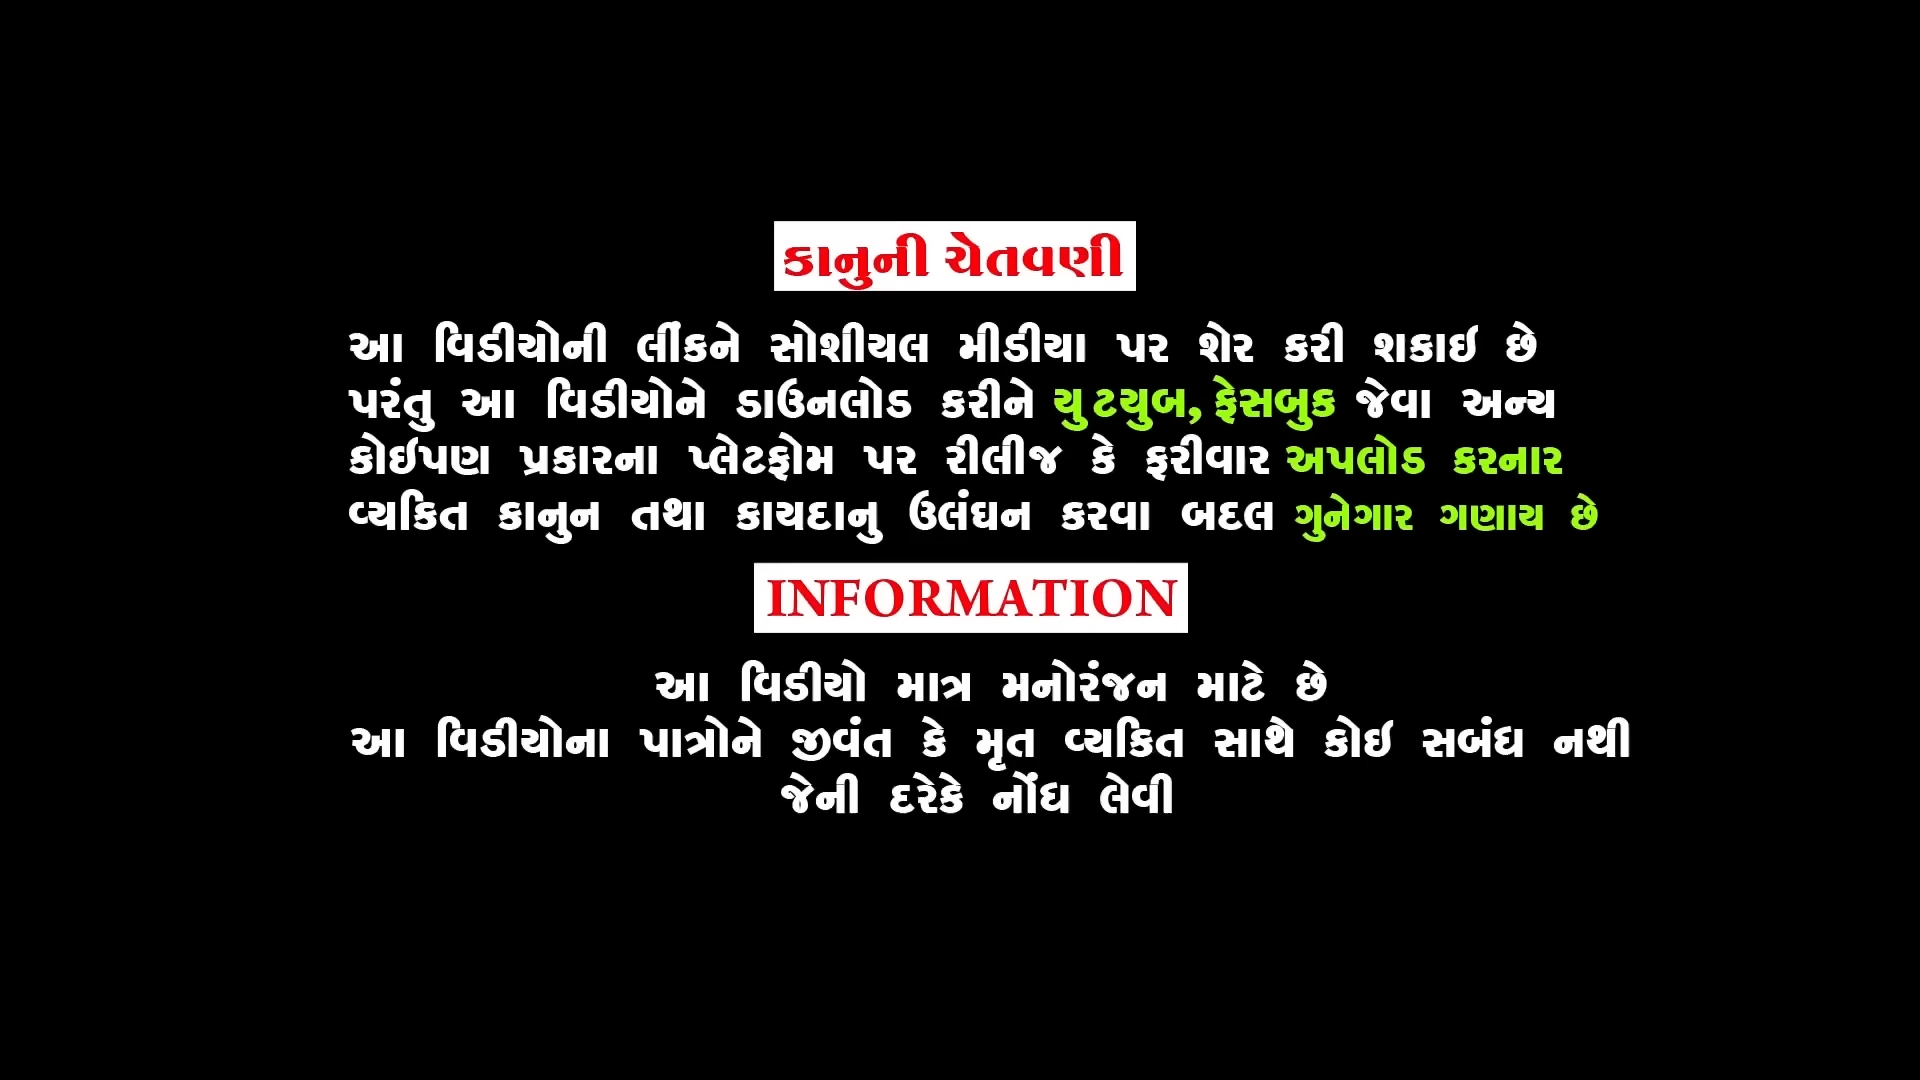 કાનુની ચેતવણી
આ વિડીયોની લીંકને સોશીયલ મીડીયા પર શેર કરી શકાઇ છે
પરંતુ આ વિડીયોને ડાઉનલોડ કરીને યુ ટયુબ, ફેસબુક જેવા અન્ય
કોઇપણ પ્રકારના પ્લેટફોમ પર રીલીજ કે ફરીવાર અપલોડ કરનાર
વ્યકિત કાનુન તથા કાયદાનુ ઉલંઘન કરવા બદલ ગુનેગાર ગણાય છે
INFORMATION
આ વિડીયો માત્ર મનોરંજન માટે છે
આ વિડીયોના પાત્રોને જીવંત કે મૃત વ્યકિત સાથે કોઇ સબંધ નથી
જેની દરેકે નોંધ લેવી